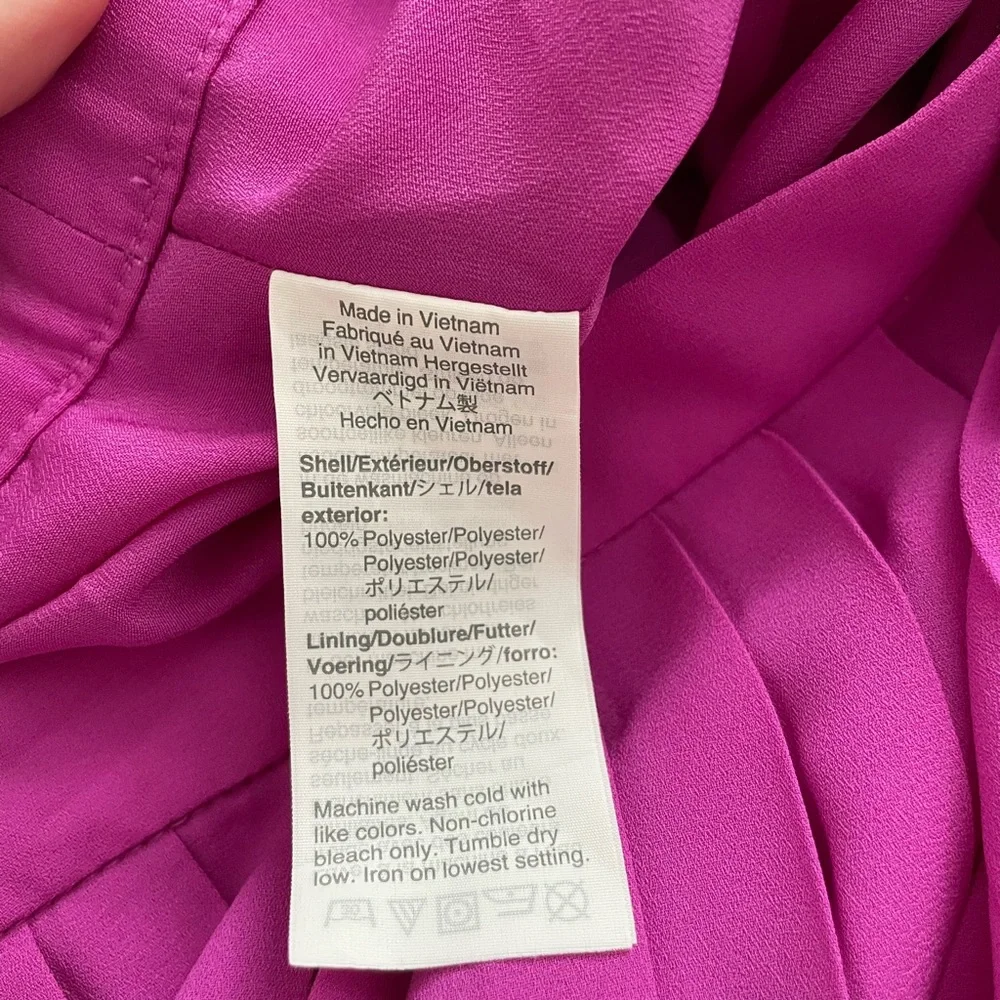 Made in Vietnam
Fabriqué au Vietnam
in Vietnam Hergestellt
Vervaardigd in Viëtnam
ベトナム製
Hecho en Vietnam
Shell/Extérieur/Oberstoff/
Buitenkant/シェル/tela
exterior:
100% Polyester/Polyester/
Polyester/Polyester/
ポリエステル/
poliéster
Lining/Doublure/Futter/
Voering/ライニング/forro:
100% Polyester/Polyester/
Polyester/Polyester/
ポリエステル/
poliéster
Machine wash cold with
like colors. Non-chlorine
bleach only. Tumble dry
low. Iron on lowest setting.